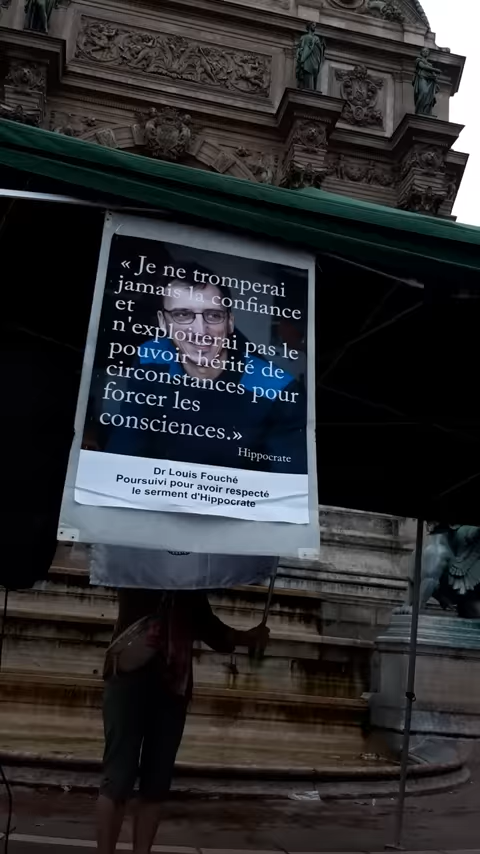 « Je ne tromperai
jamais la confiance
et
n'exploiterai pas le
pouvoir hérité de
circonstances pour
forcer les
consciences.»
Hippocrate
Dr Louis Fouché
Poursuivi pour avoir respecté
le serment d'Hippocrate